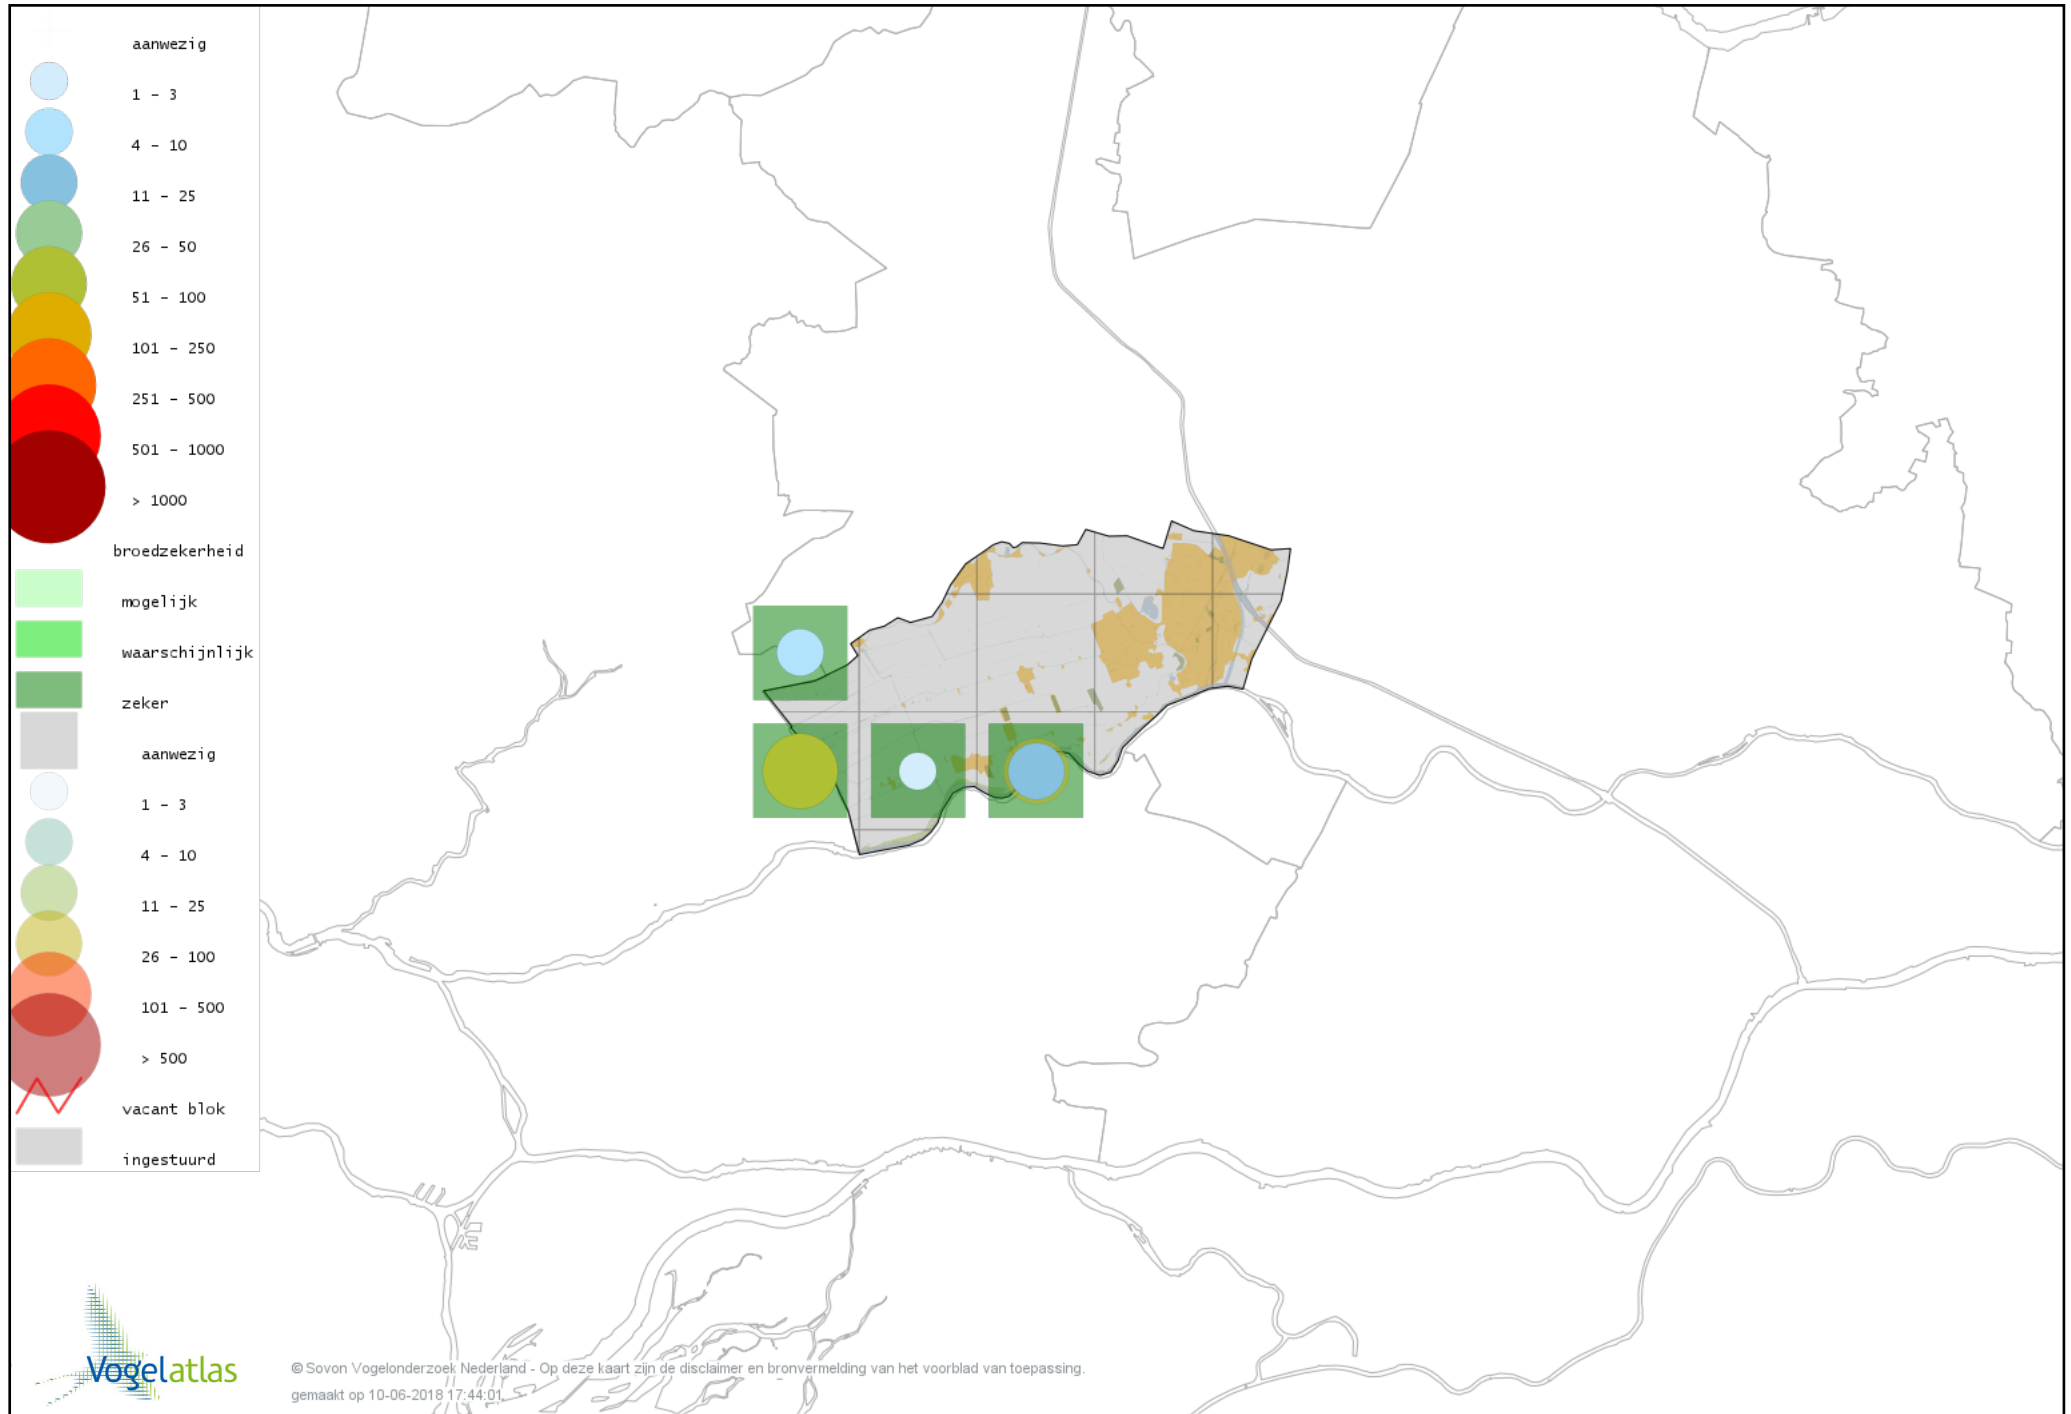 aanwezig
1 – 3
4 – 10
11 – 25
26 – 50
51 – 100
101 – 250
251 – 500
501 – 1000
> 1000
broedzekerheid
mogelijk
waarschijnlijk
zeker
aanwezig
1 – 3
4 – 10
11 – 25
26 – 100
101 – 500
> 500
vacant blok
ingestuurd
Vogelatlas
© Sovon Vogelonderzoek Nederland - Op deze kaart zijn de disclaimer en bronvermelding van het voorblad van toepassing.
gemaakt op 10-06-2018 17:44:01